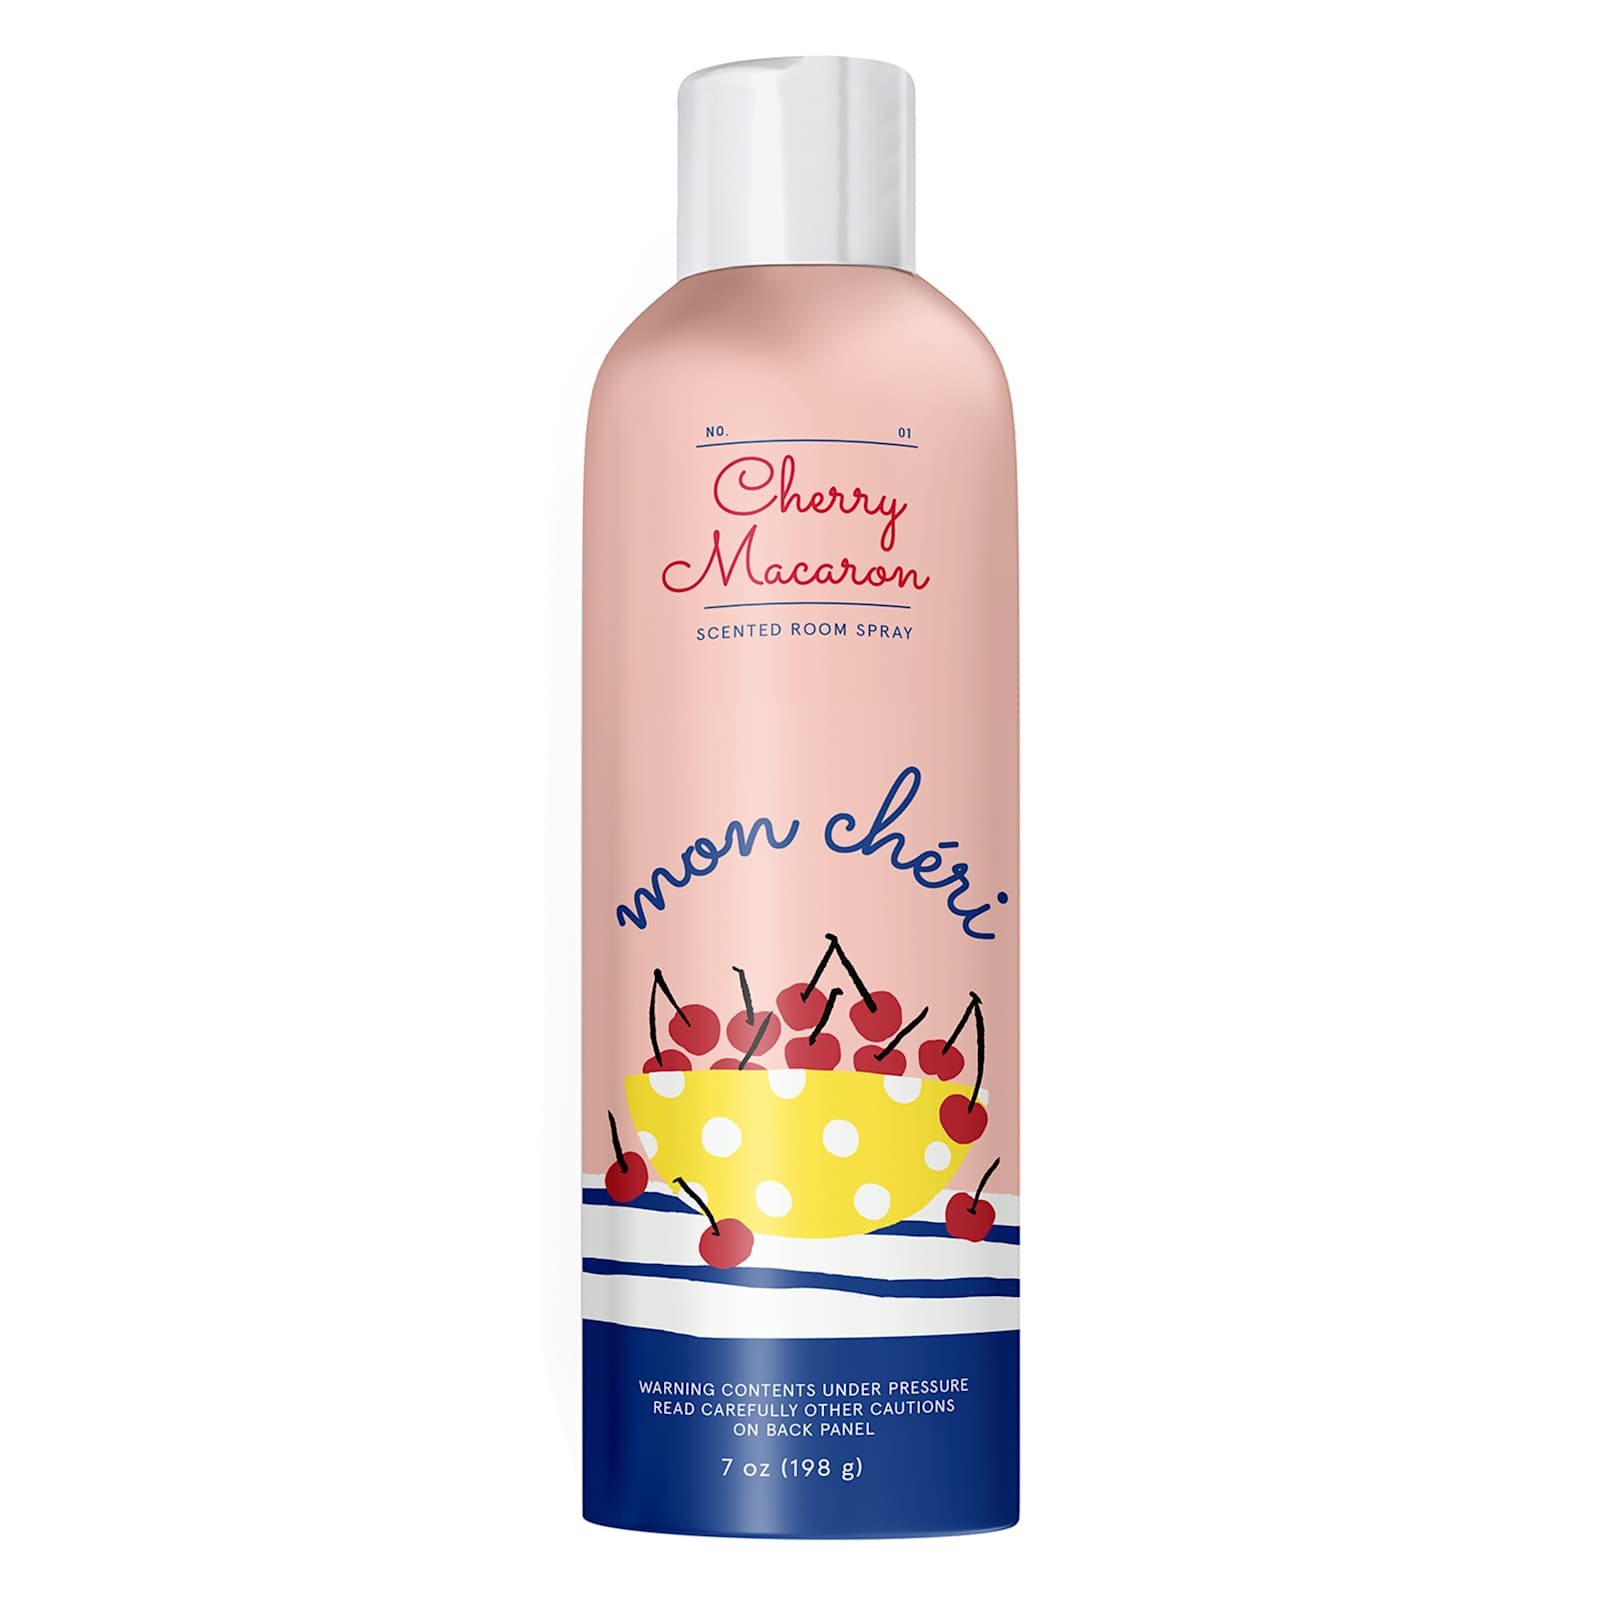 NO. 01
Cherry
Macaron
SCENTED ROOM SPRAY
mon chéri
WARNING CONTENTS UNDER PRESSURE
READ CAREFULLY OTHER CAUTIONS
ON BACK PANEL
7 oz (198 g)